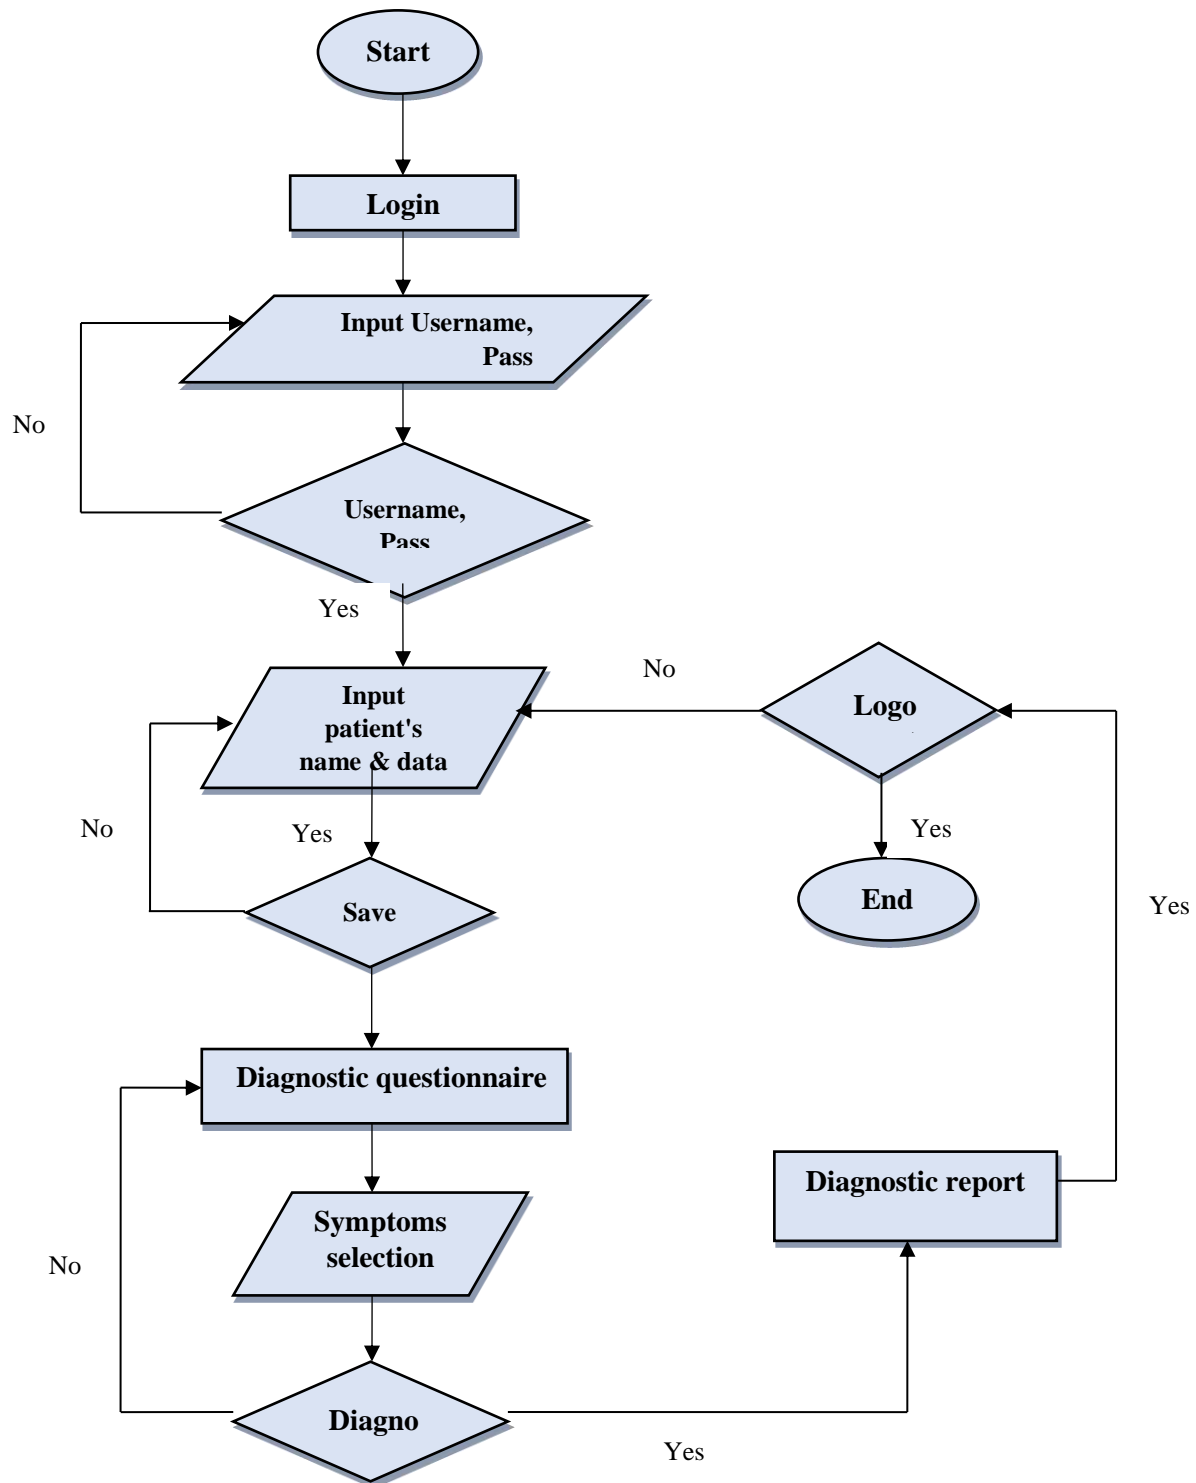 Start
Login
Input Username,
Pass
No
Username,
Pass
Yes
Input
patient's
name & data
No
Logo
No
Yes
Yes
End
Save
Yes
Diagnostic questionnaire
Diagnostic report
Symptoms
selection
No
Diagno
Yes